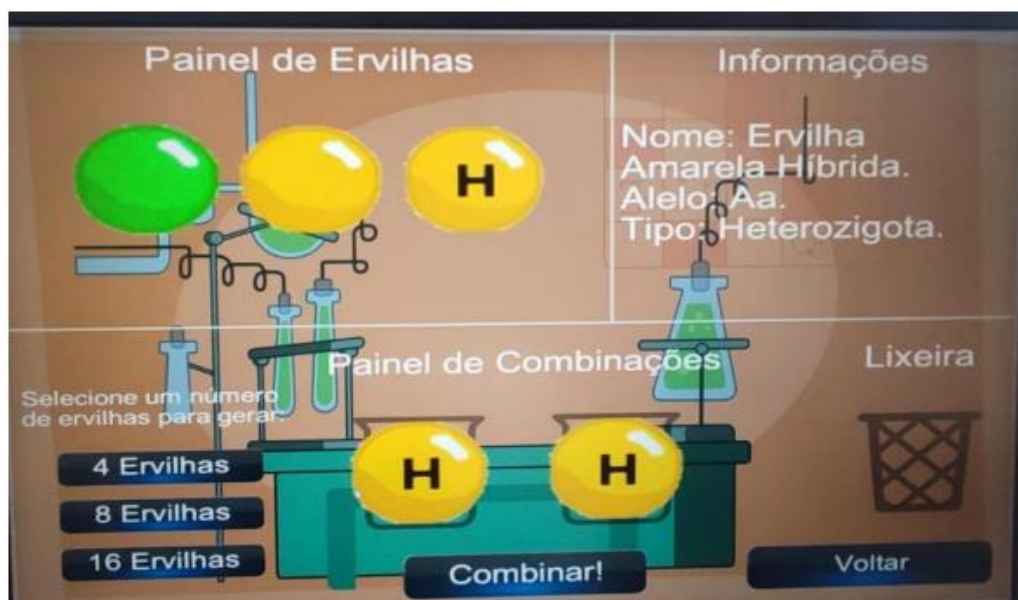 Painel de Ervilhas
Informações
H
Nome: Ervilha
Amarela Híbrida.
Alelo: Aa.
Tipo: Heterozigota.
Painel de Combinações
Lixeira
Selecione um número
de ervilhas para gerar:
4 Ervilhas
8 Ervilhas
16 Ervilhas
H
H
Combinar!
Voltar